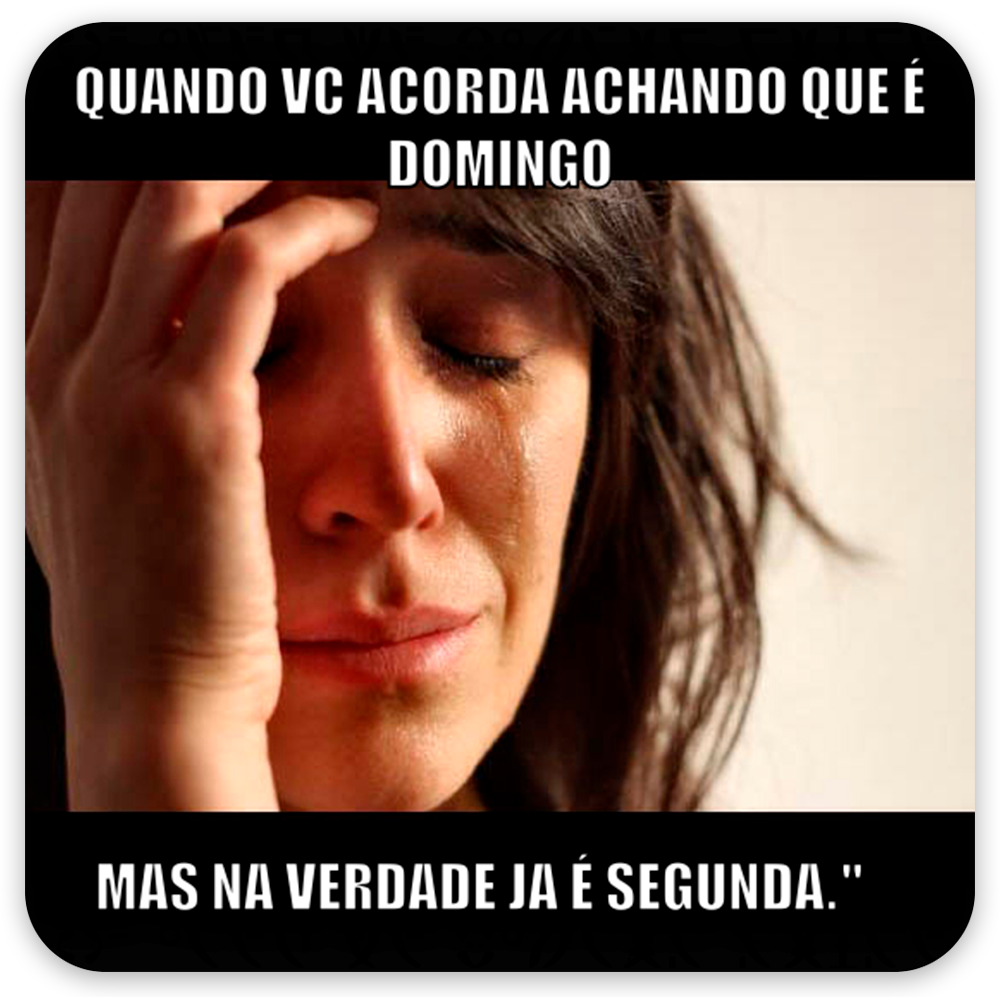 QUANDO VC ACORDA ACHANDO QUE É
DOMINGO
MAS NA VERDADE JA É SEGUNDA."